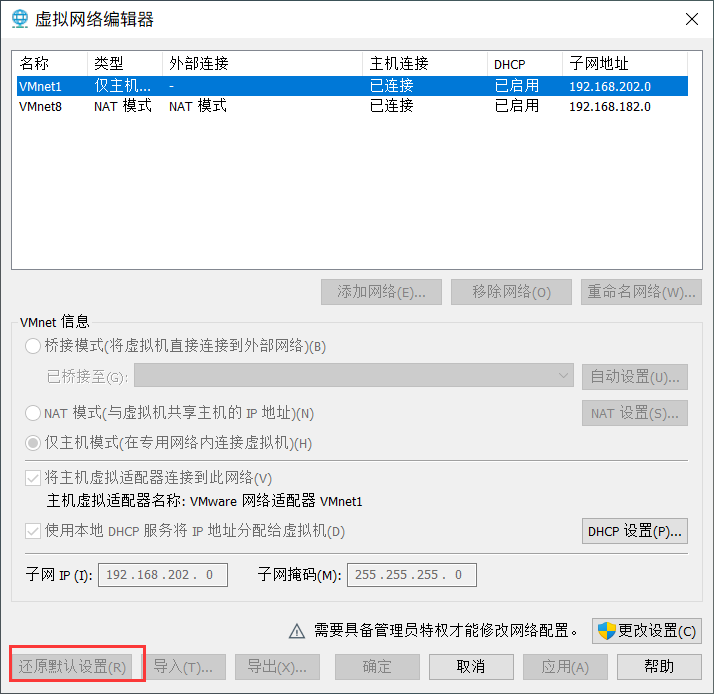 虚拟网络编辑器
名称 类型 外部连接 主机连接 DHCP 子网地址
VMnet1 仅主机... - 已连接 已启用 192.168.202.0
VMnet8 NAT 模式 NAT 模式 已连接 已启用 192.168.182.0
添加网络(E)... 移除网络(O) 重命名网络(W)...
VMnet 信息
桥接模式(将虚拟机直接连接到外部网络)(B)
已桥接至(G): 自动设置(U)...
NAT 模式(与虚拟机共享主机的 IP 地址)(N) NAT 设置(S)...
仅主机模式(在专用网络内连接虚拟机)(H)
将主机虚拟适配器连接到此网络(V)
主机虚拟适配器名称: VMware 网络适配器 VMnet1
使用本地 DHCP 服务将 IP 地址分配给虚拟机(D) DHCP 设置(P)...
子网 IP (I): 192 . 168 . 202 . 0 子网掩码(M): 255 . 255 . 255 . 0
需要具备管理员特权才能修改网络配置。 更改设置(C)
还原默认设置(R) 导入(T)... 导出(X)... 确定 取消 应用(A) 帮助